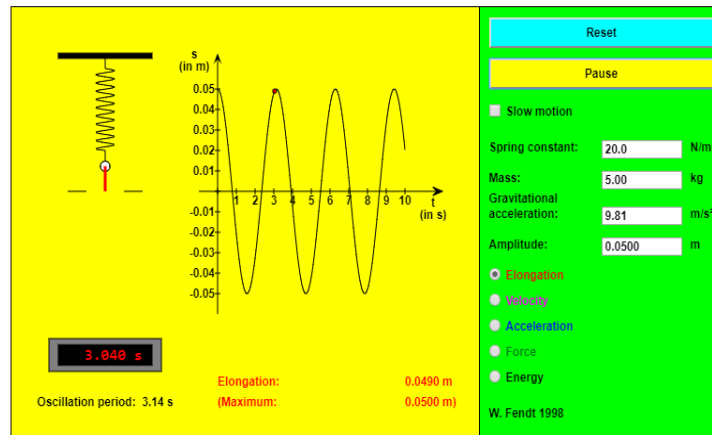 s
(in m)
0.05
0.04
0.03
0.02
0.01
-0.01
-0.02
-0.03
-0.04
-0.05
1 2 3 4 5 6 7 8 9 10
t
(in s)
3.040 s
Oscillation period: 3.14 s
Elongation: 0.0490 m
(Maximum: 0.0500 m)
Reset
Pause
Slow motion
Spring constant: 20.0 N/m
Mass: 5.00 kg
Gravitational
acceleration: 9.81 m/s²
Amplitude: 0.0500 m
Elongation
Velocity
Acceleration
Force
Energy
W. Fendt 1998